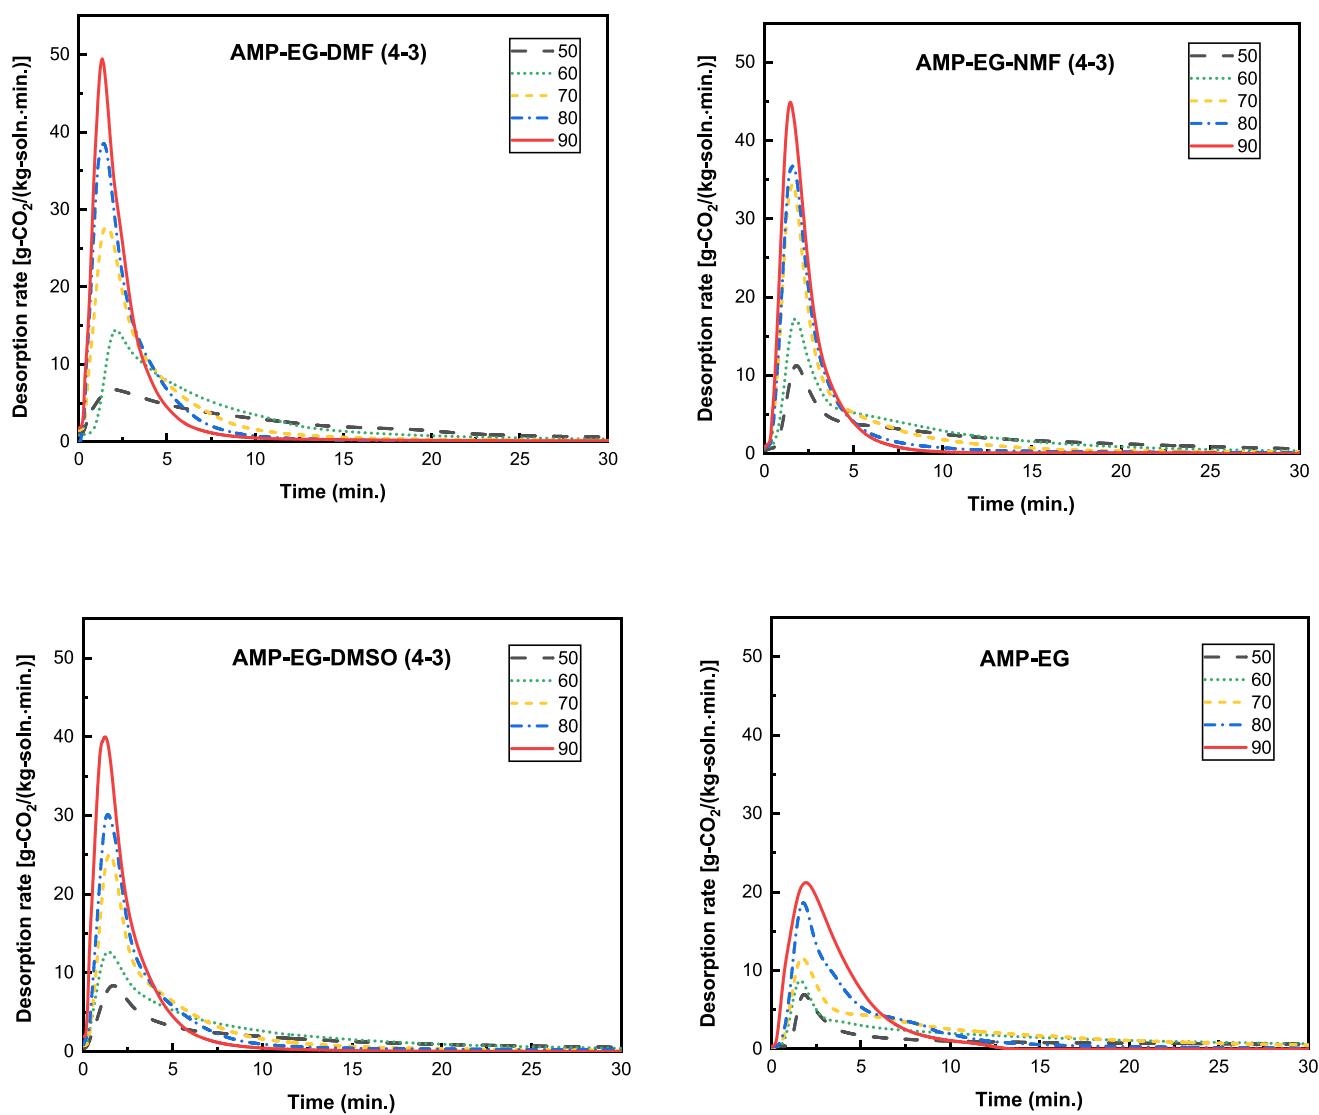 AMP-EG-DMF (4-3)
50
60
70
80
90
Desorption rate [g-CO₂/(kg-soln.·min.)]
50
40
30
20
10
0
0 5 10 15 20 25 30
Time (min.)
AMP-EG-NMF (4-3)
50
60
70
80
90
Desorption rate [g-CO₂/(kg-soln.·min.)]
50
40
30
20
10
0
0 5 10 15 20 25 30
Time (min.)
AMP-EG-DMSO (4-3)
50
60
70
80
90
Desorption rate [g-CO₂/(kg-soln.·min.)]
50
40
30
20
10
0
0 5 10 15 20 25 30
Time (min.)
AMP-EG
50
60
70
80
90
Desorption rate [g-CO₂/(kg-soln.·min.)]
50
40
30
20
10
0
0 5 10 15 20 25 30
Time (min.)